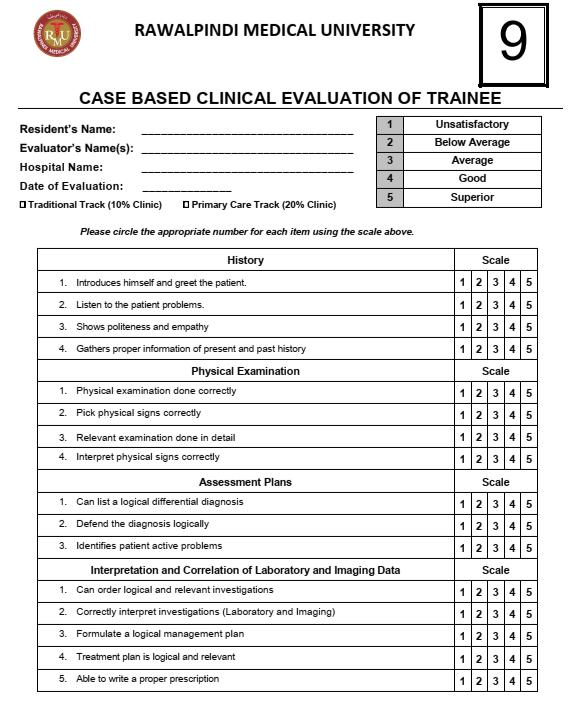 RAWALPINDI MEDICAL UNIVERSITY
RMU
RAWALPINDI MEDICAL UNIVERSITY
9
CASE BASED CLINICAL EVALUATION OF TRAINEE
Resident's Name: ________________________________
Evaluator's Name(s): ________________________________
Hospital Name: ________________________________
Date of Evaluation: ______________
☐ Traditional Track (10% Clinic) ☐ Primary Care Track (20% Clinic)
1 Unsatisfactory
2 Below Average
3 Average
4 Good
5 Superior
Please circle the appropriate number for each item using the scale above.
History Scale
1. Introduces himself and greet the patient. 1 2 3 4 5
2. Listen to the patient problems. 1 2 3 4 5
3. Shows politeness and empathy 1 2 3 4 5
4. Gathers proper information of present and past history 1 2 3 4 5
Physical Examination Scale
1. Physical examination done correctly 1 2 3 4 5
2. Pick physical signs correctly 1 2 3 4 5
3. Relevant examination done in detail 1 2 3 4 5
4. Interpret physical signs correctly 1 2 3 4 5
Assessment Plans Scale
1. Can list a logical differential diagnosis 1 2 3 4 5
2. Defend the diagnosis logically 1 2 3 4 5
3. Identifies patient active problems 1 2 3 4 5
Interpretation and Correlation of Laboratory and Imaging Data Scale
1. Can order logical and relevant investigations 1 2 3 4 5
2. Correctly interpret investigations (Laboratory and Imaging) 1 2 3 4 5
3. Formulate a logical management plan 1 2 3 4 5
4. Treatment plan is logical and relevant 1 2 3 4 5
5. Able to write a proper prescription 1 2 3 4 5